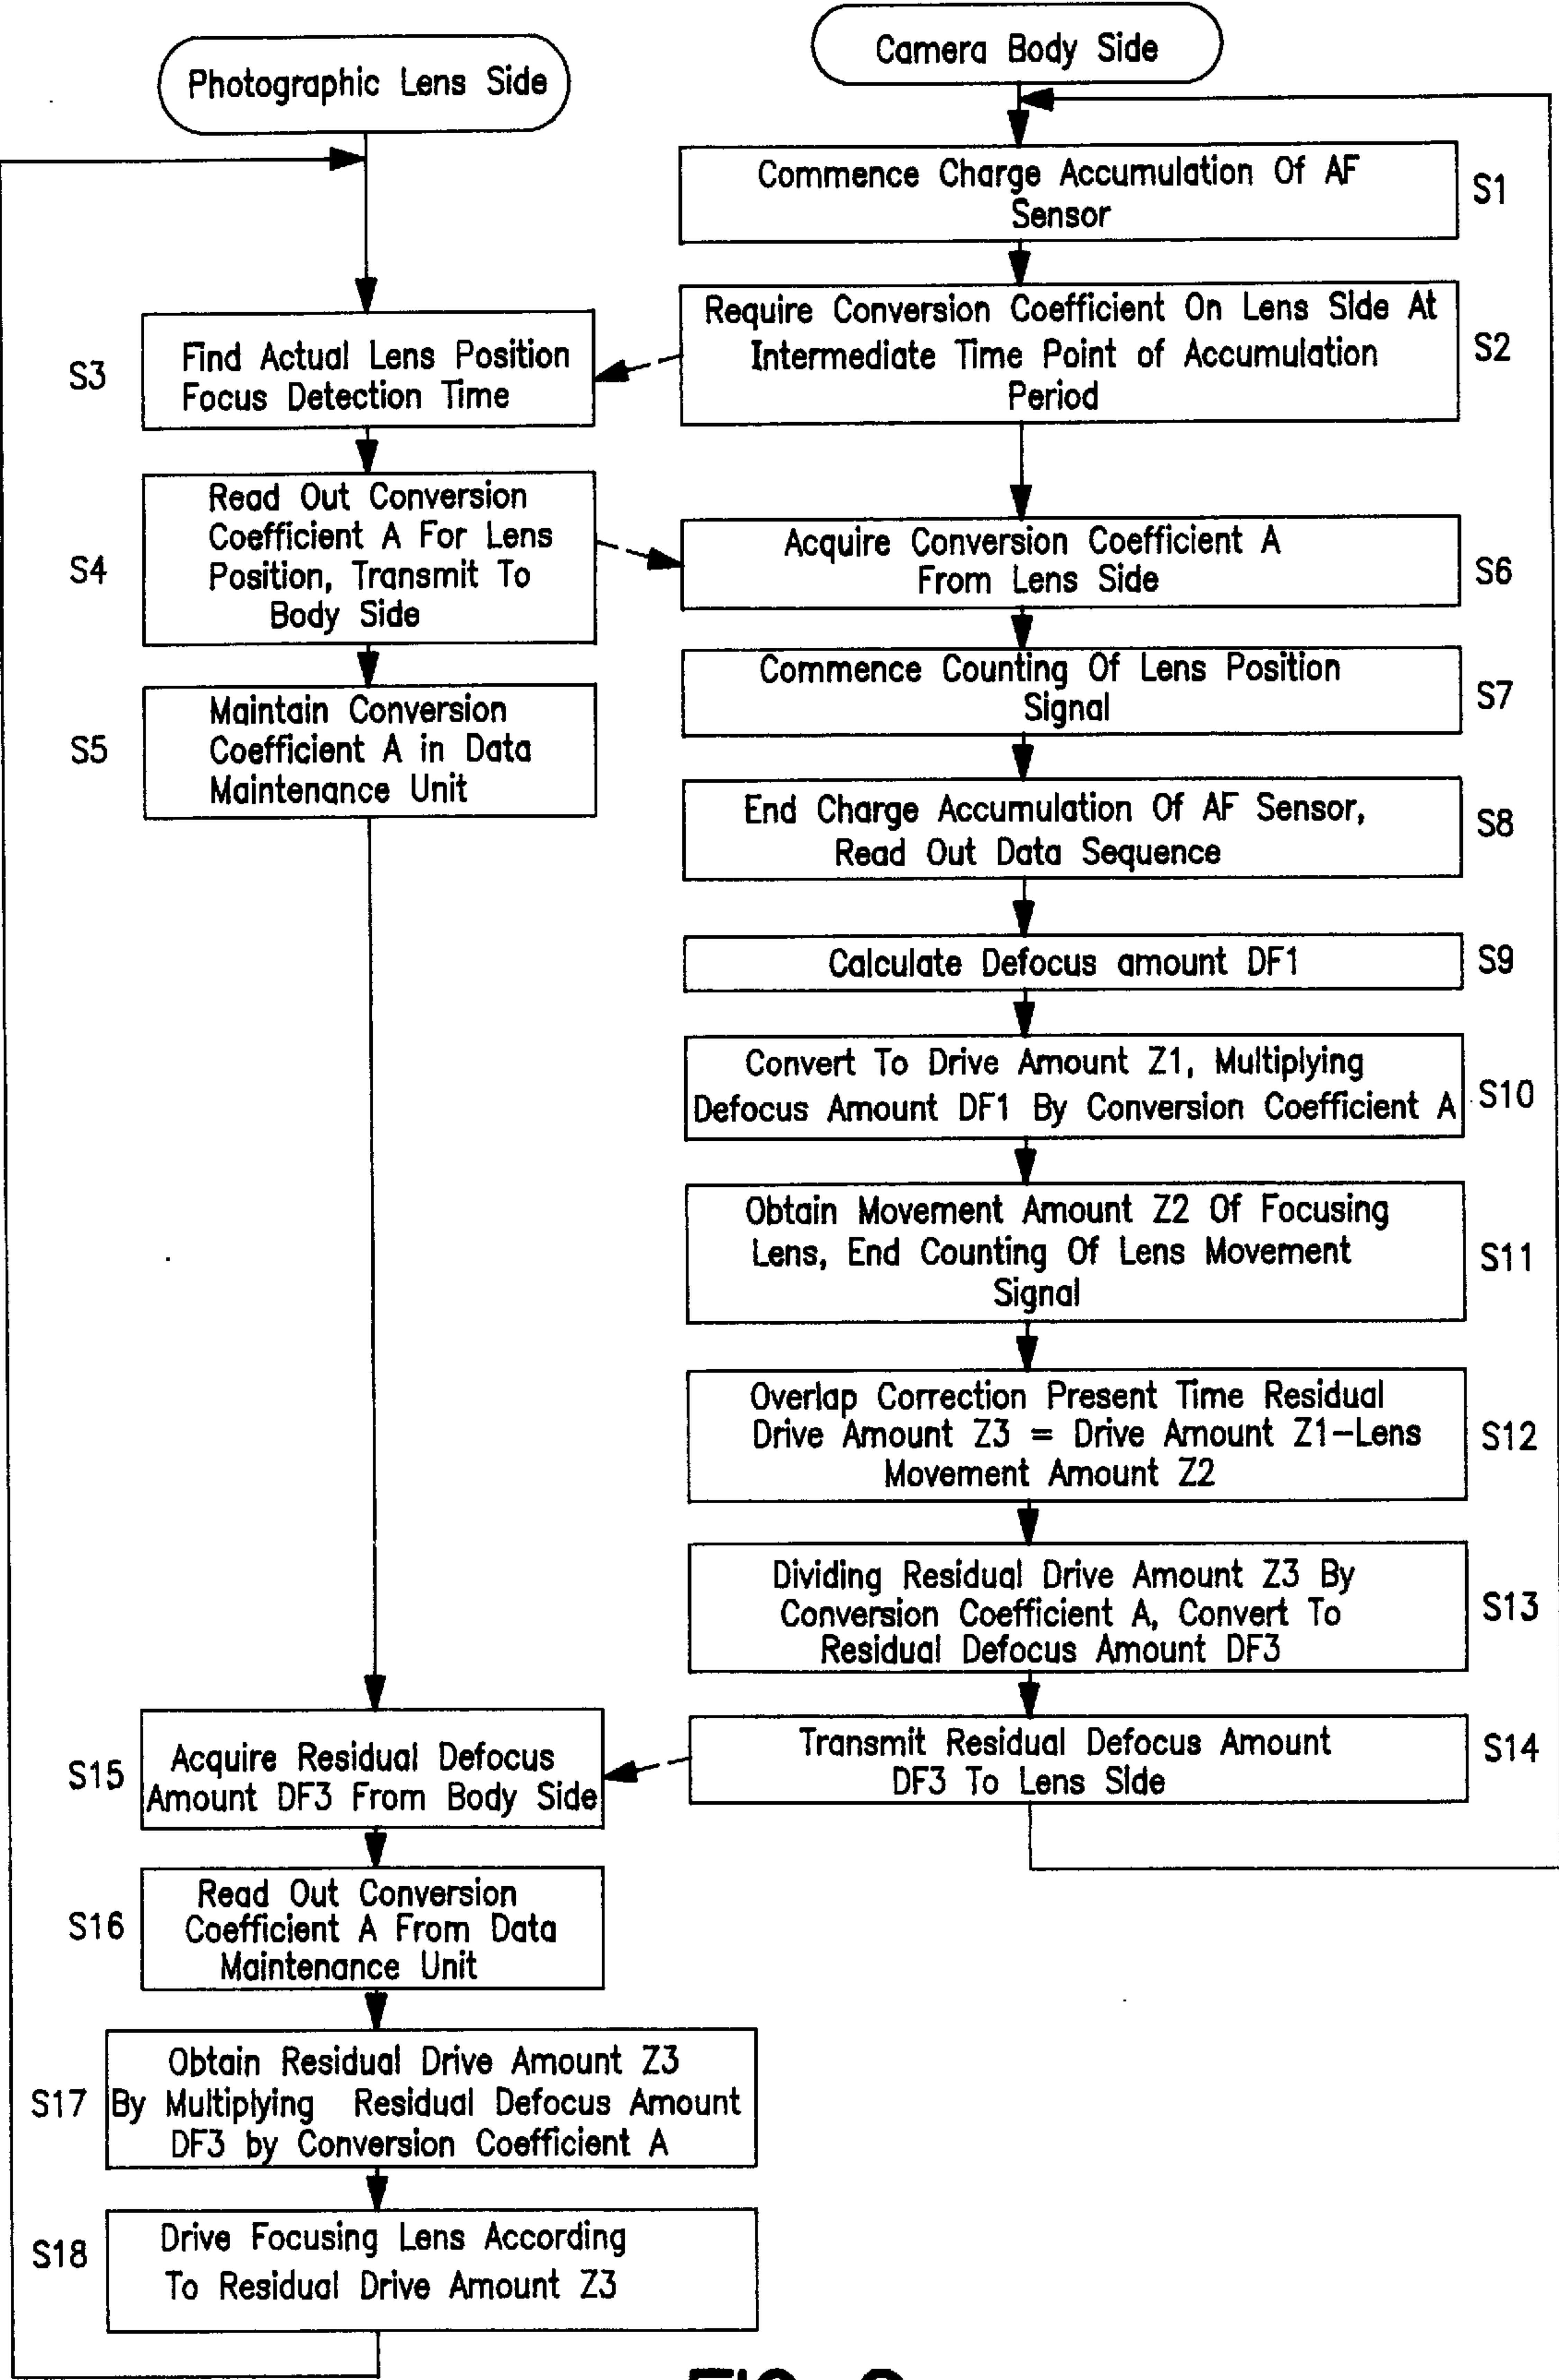 Camera Body Side
Photographic Lens Side
Commence Charge Accumulation Of AF
Sensor
S1
Require Conversion Coefficient On Lens Side At
Intermediate Time Point of Accumulation
Period
S2
S3
Find Actual Lens Position
Focus Detection Time
S4
Read Out Conversion
Coefficient A For Lens
Position, Transmit To
Body Side
Acquire Conversion Coefficient A
From Lens Side
S6
S5
Maintain Conversion
Coefficient A in Data
Maintenance Unit
Commence Counting Of Lens Position
Signal
S7
End Charge Accumulation Of AF Sensor,
Read Out Data Sequence
S8
Calculate Defocus amount DF1
S9
Convert To Drive Amount Z1, Multiplying
Defocus Amount DF1 By Conversion Coefficient A
S10
Obtain Movement Amount Z2 Of Focusing
Lens, End Counting Of Lens Movement
Signal
S11
Overlap Correction Present Time Residual
Drive Amount Z3 = Drive Amount Z1-Lens
Movement Amount Z2
S12
Dividing Residual Drive Amount Z3 By
Conversion Coefficient A, Convert To
Residual Defocus Amount DF3
S13
Transmit Residual Defocus Amount
DF3 To Lens Side
S14
S15
Acquire Residual Defocus
Amount DF3 From Body Side
S16
Read Out Conversion
Coefficient A From Data
Maintenance Unit
S17
Obtain Residual Drive Amount Z3
By Multiplying Residual Defocus Amount
DF3 by Conversion Coefficient A
S18
Drive Focusing Lens According
To Residual Drive Amount Z3